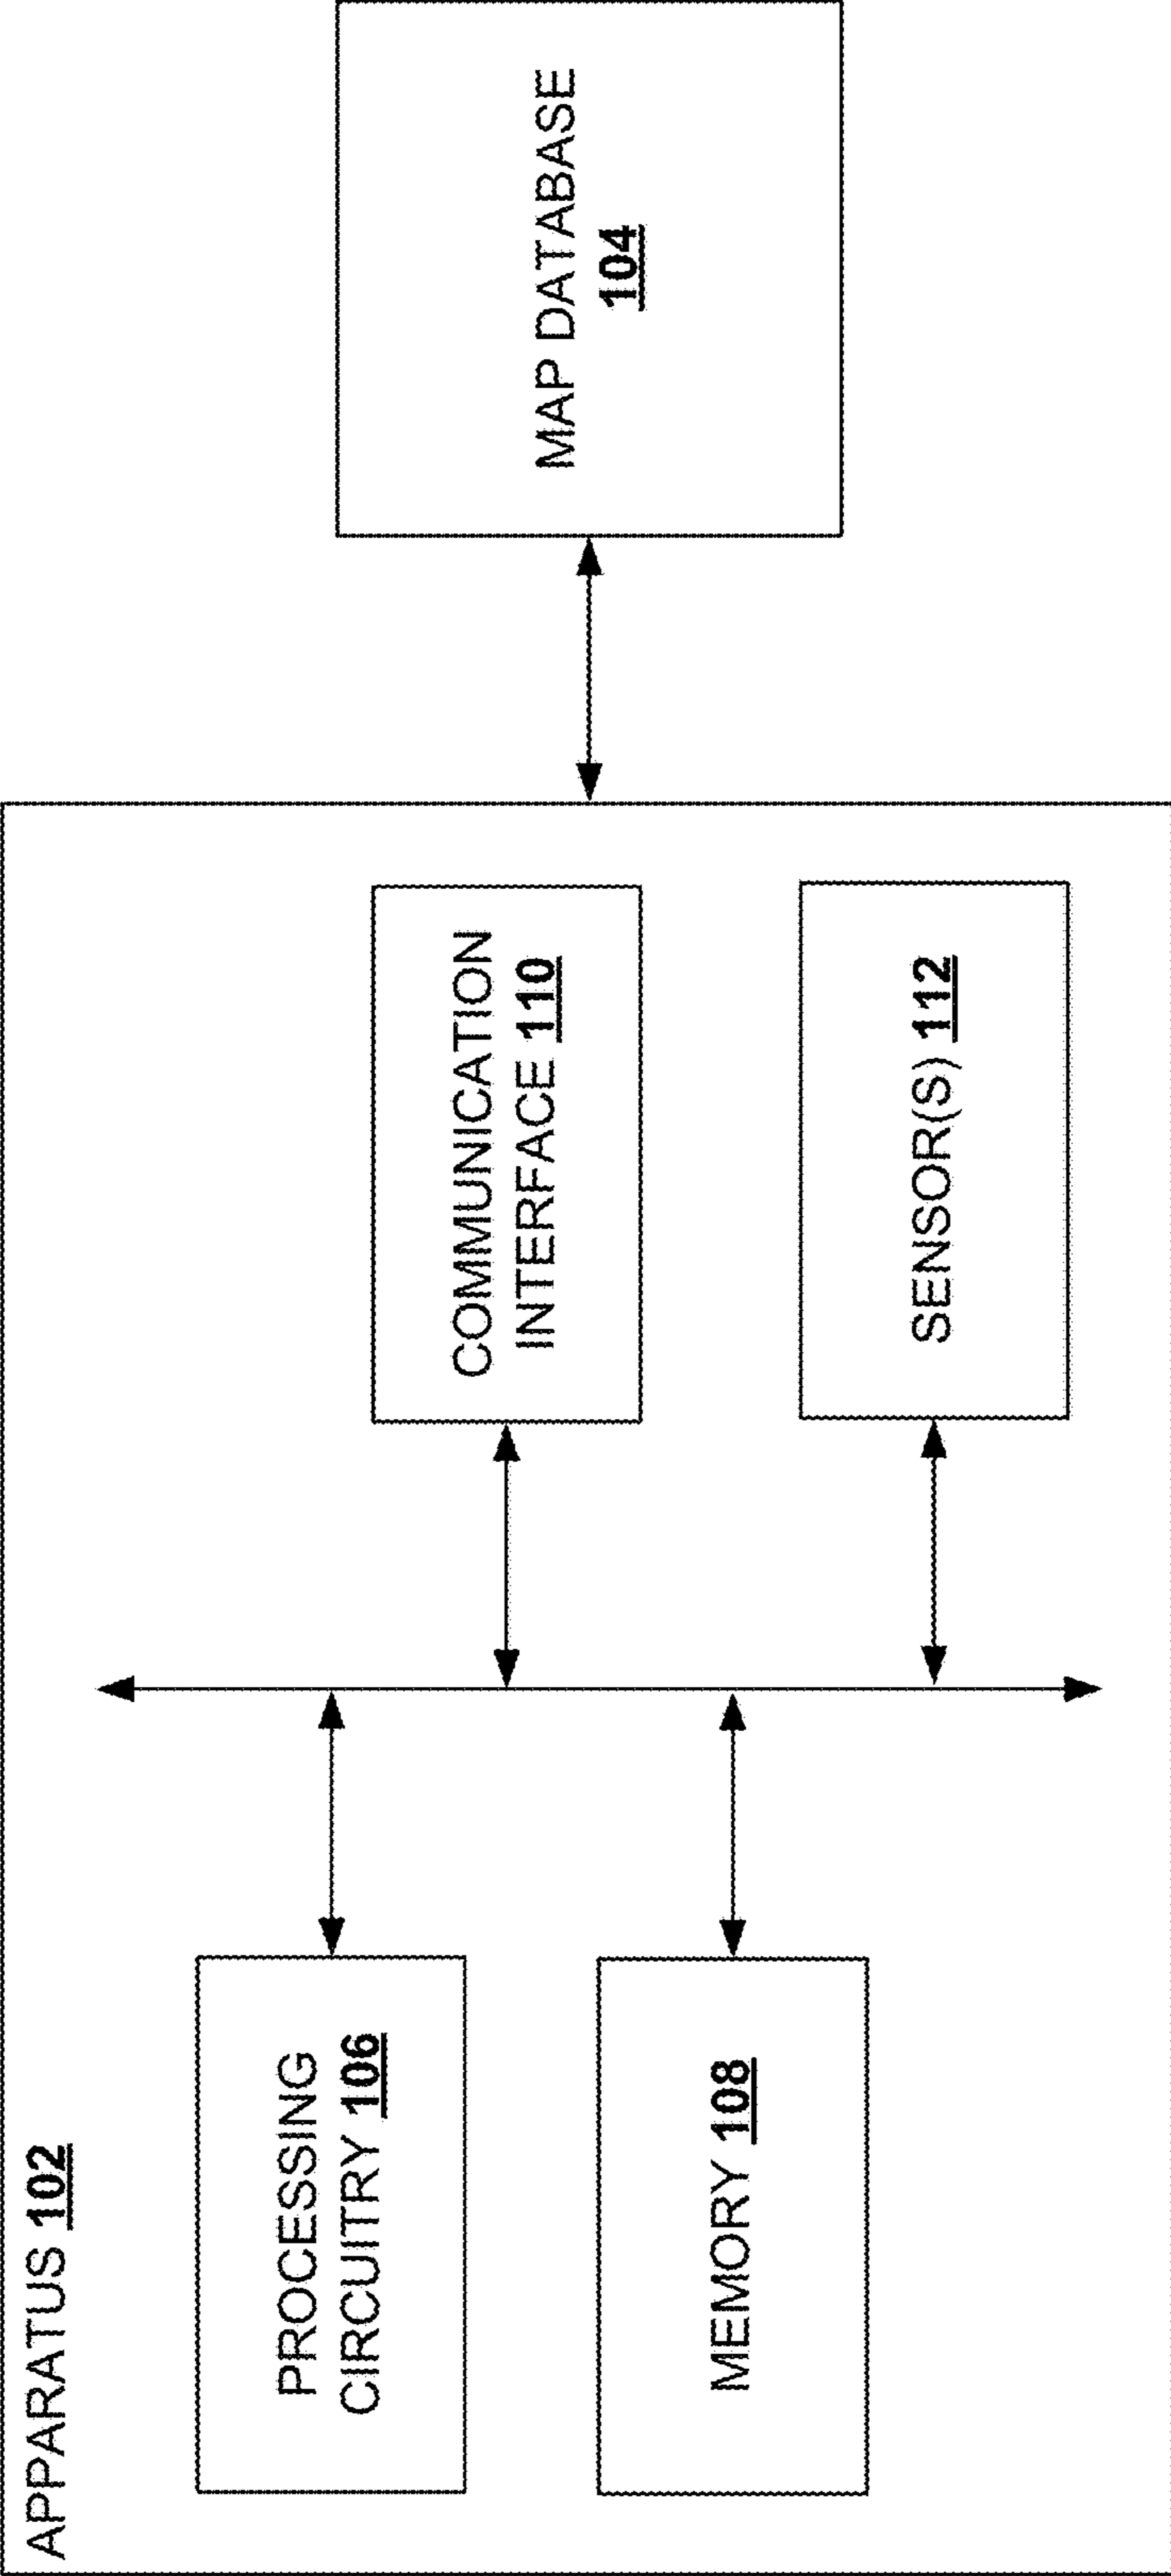 APPARATUS 102
PROCESSING
CIRCUITRY 106
MEMORY 108
COMMUNICATION
INTERFACE 110
SENSOR(S) 112
MAP DATABASE
104